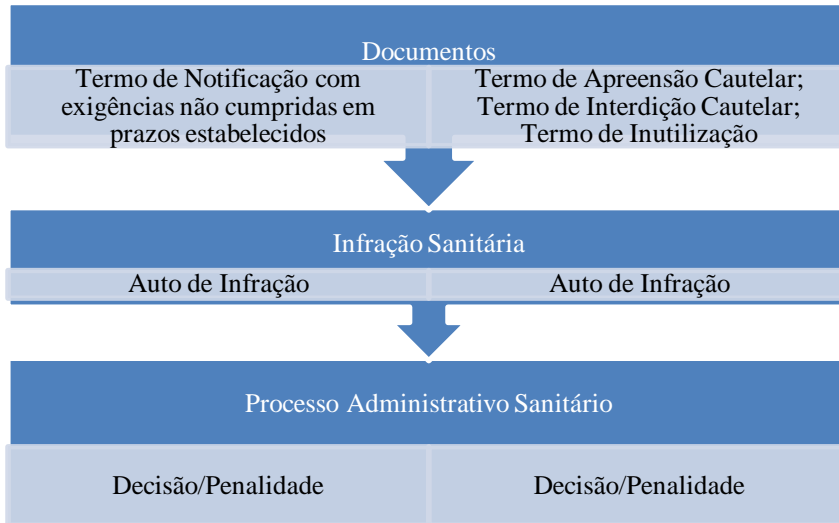 Documentos
Termo de Notificação com
exigências não cumpridas em
prazos estabelecidos
Termo de Apreensão Cautelar;
Termo de Interdição Cautelar;
Termo de Inutilização
Infração Sanitária
Auto de Infração
Auto de Infração
Processo Administrativo Sanitário
Decisão/Penalidade
Decisão/Penalidade